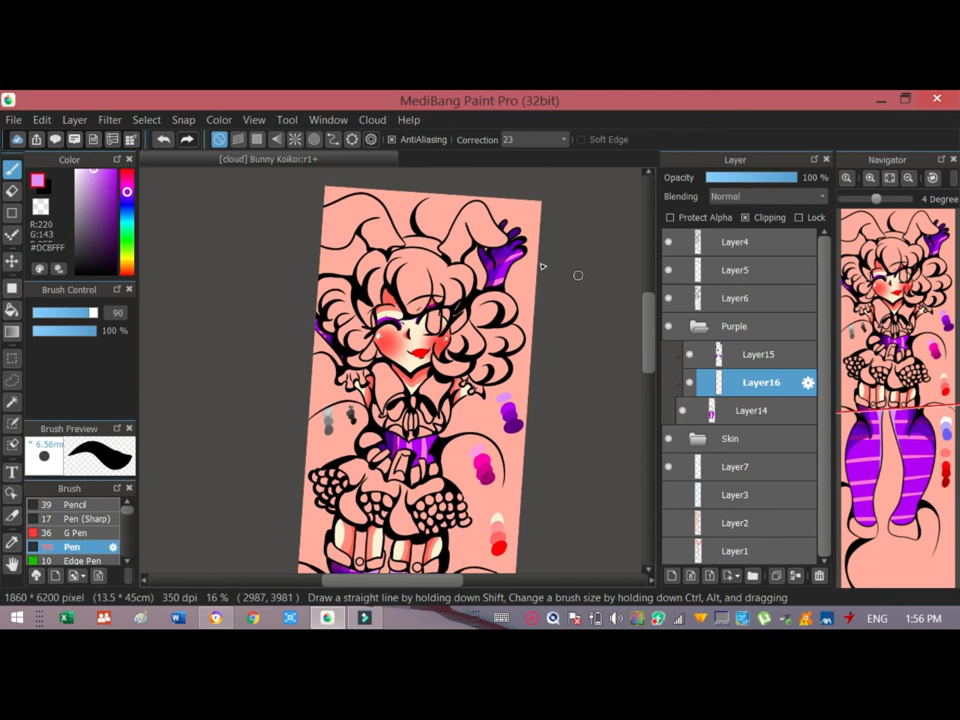 MediBang Paint Pro (32bit)
File Edit Layer Filter Select Snap Color View Tool Window Cloud Help
AntiAliasing Correction 23 Soft Edge
Color
[cloud] Bunny Koikoi::r1+
Layer
Navigator
Opacity 100 %
4 Degree
Blending Normal
R:220
G:143
#DC8FFF
Protect Alpha Clipping Lock
Layer4
Layer5
Brush Control
Layer6
90
100 %
Purple
Layer15
Layer16
Layer14
Brush Preview
Skin
Layer7
Brush
Layer3
39 Pencil
17 Pen (Sharp)
Layer2
36 G Pen
90 Pen
Layer1
10 Edge Pen
1860 * 6200 pixel (13.5 * 45cm) 350 dpi 16 % ( 2987, 3981 ) Draw a straight line by holding down Shift, Change a brush size by holding down Ctrl, Alt, and dragging
ENG 1:56 PM